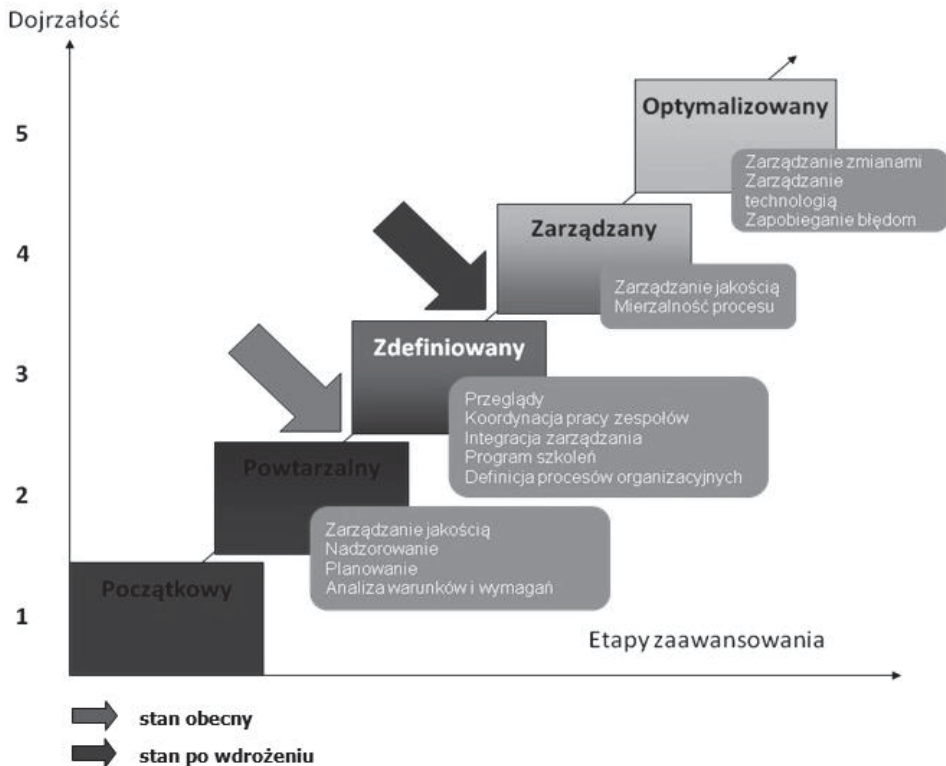 Dojrzałość
5
Optymalizowany
Zarządzanie zmianami
Zarządzanie
technologią
Zapobieganie błędom
4
Zarządzany
Zarządzanie jakością
Mierzalność procesu
3
Zdefiniowany
Przeglądy
Koordynacja pracy zespołów
Integracja zarządzania
Program szkoleń
Definicja procesów organizacyjnych
2
Powtarzalny
Zarządzanie jakością
Nadzorowanie
Planowanie
Analiza warunków i wymagań
1
Początkowy
Etapy zaawansowania
stan obecny
stan po wdrożeniu